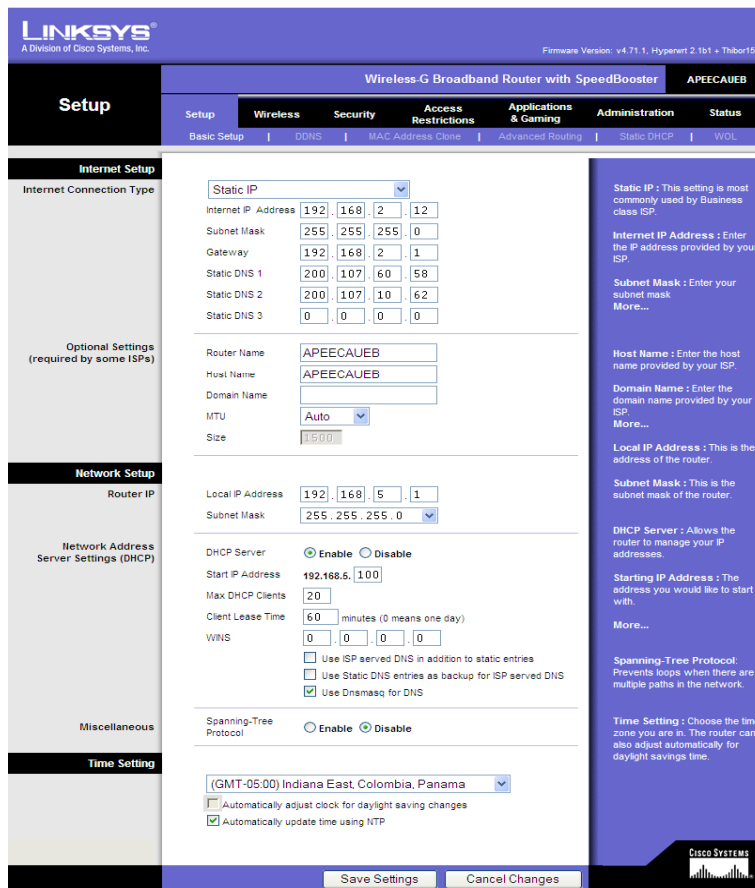 LINKSYS®
A Division of Cisco Systems, Inc.
Firmware Version: v4.71.1, Hyperwrt 2.1b1 + Thibor15
Wireless-G Broadband Router with SpeedBooster APEECAUEB
Setup
Setup Wireless Security Access Restrictions Applications & Gaming Administration Status
Basic Setup | DDNS | MAC Address Clone | Advanced Routing | Static DHCP | WOL
Internet Setup
Internet Connection Type
Static IP
Internet IP Address 192 . 168 . 2 . 12
Subnet Mask 255 . 255 . 255 . 0
Gateway 192 . 168 . 2 . 1
Static DNS 1 200 . 107 . 60 . 58
Static DNS 2 200 . 107 . 10 . 62
Static DNS 3 0 . 0 . 0 . 0
Optional Settings
(required by some ISPs)
Router Name APEECAUEB
Host Name APEECAUEB
Domain Name
MTU Auto
Size 1500
Network Setup
Router IP
Local IP Address 192 . 168 . 5 . 1
Subnet Mask 255.255.255.0
Network Address
Server Settings (DHCP)
DHCP Server Enable Disable
Start IP Address 192.168.5. 100
Max DHCP Clients 20
Client Lease Time 60 minutes (0 means one day)
WINS 0 . 0 . 0 . 0
Use ISP served DNS in addition to static entries
Use Static DNS entries as backup for ISP served DNS
Use Dnsmasq for DNS
Miscellaneous
Spanning-Tree
Protocol Enable Disable
Time Setting
(GMT-05:00) Indiana East, Colombia, Panama
Automatically adjust clock for daylight saving changes
Automatically update time using NTP
Static IP : This setting is most
commonly used by Business
class ISP.
Internet IP Address : Enter
the IP address provided by your
ISP.
Subnet Mask : Enter your
subnet mask
More...
Host Name : Enter the host
name provided by your ISP.
Domain Name : Enter the
domain name provided by your
ISP.
More...
Local IP Address : This is the
address of the router.
Subnet Mask : This is the
subnet mask of the router.
DHCP Server : Allows the
router to manage your IP
addresses.
Starting IP Address : The
address you would like to start
with.
More...
Spanning-Tree Protocol:
Prevents loops when there are
multiple paths in the network.
Time Setting : Choose the time
zone you are in. The router can
also adjust automatically for
daylight savings time.
CISCO SYSTEMS
Save Settings Cancel Changes